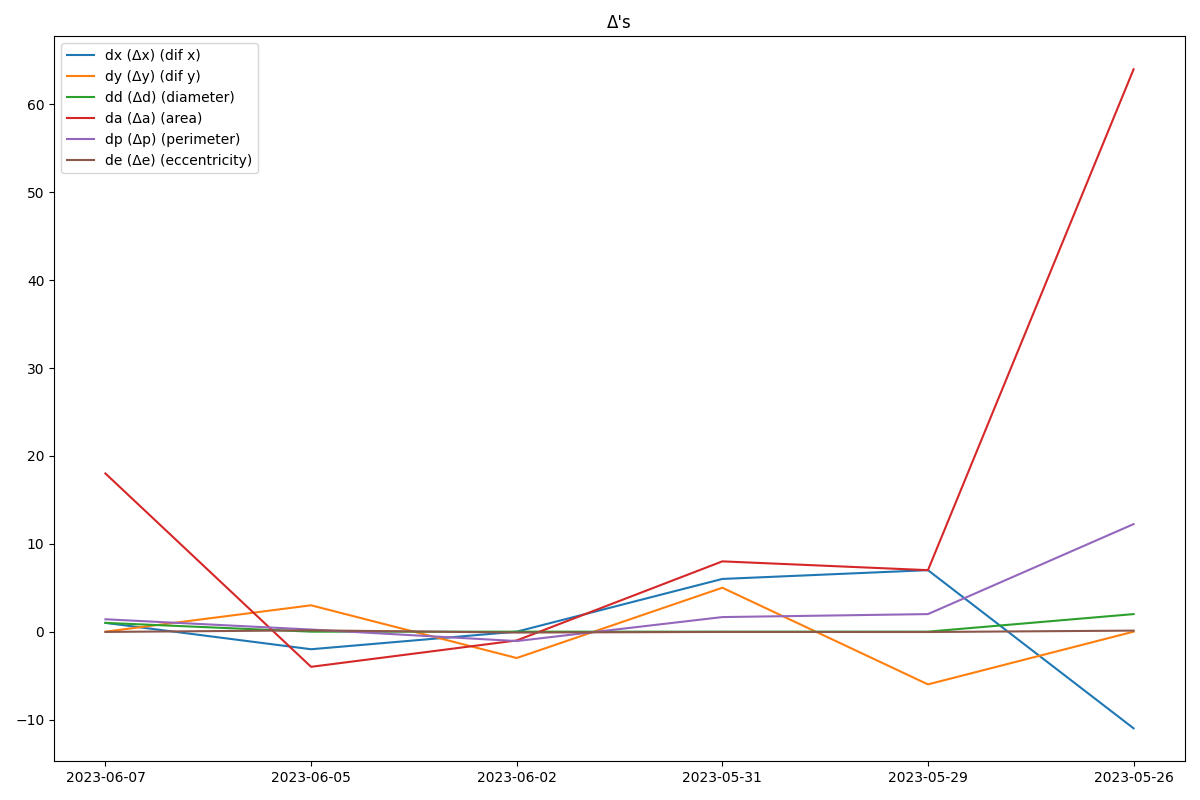 Δ's
dx (Δx) (dif x)
dy (Δy) (dif y)
dd (Δd) (diameter)
da (Δa) (area)
dp (Δp) (perimeter)
de (Δe) (eccentricity)
60
50
40
30
20
10
0
−10
2023-06-07 2023-06-05 2023-06-02 2023-05-31 2023-05-29 2023-05-26